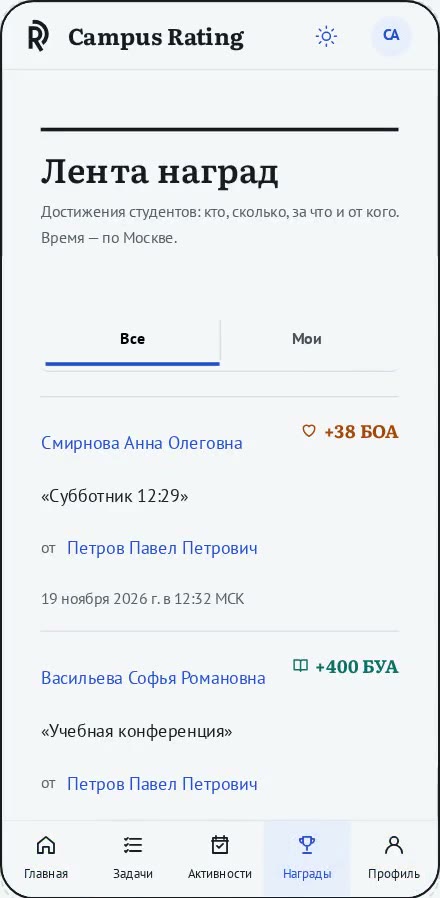 Campus Rating
СА
Лента наград
Достижения студентов: кто, сколько, за что и от кого.
Время — по Москве.
Все
Мои
Смирнова Анна Олеговна
+38 БОА
«Субботник 12:29»
от Петров Павел Петрович
19 ноября 2026 г. в 12:32 МСК
Васильева Софья Романовна
+400 БУА
«Учебная конференция»
от Петров Павел Петрович
Главная
Задачи
Активности
Награды
Профиль